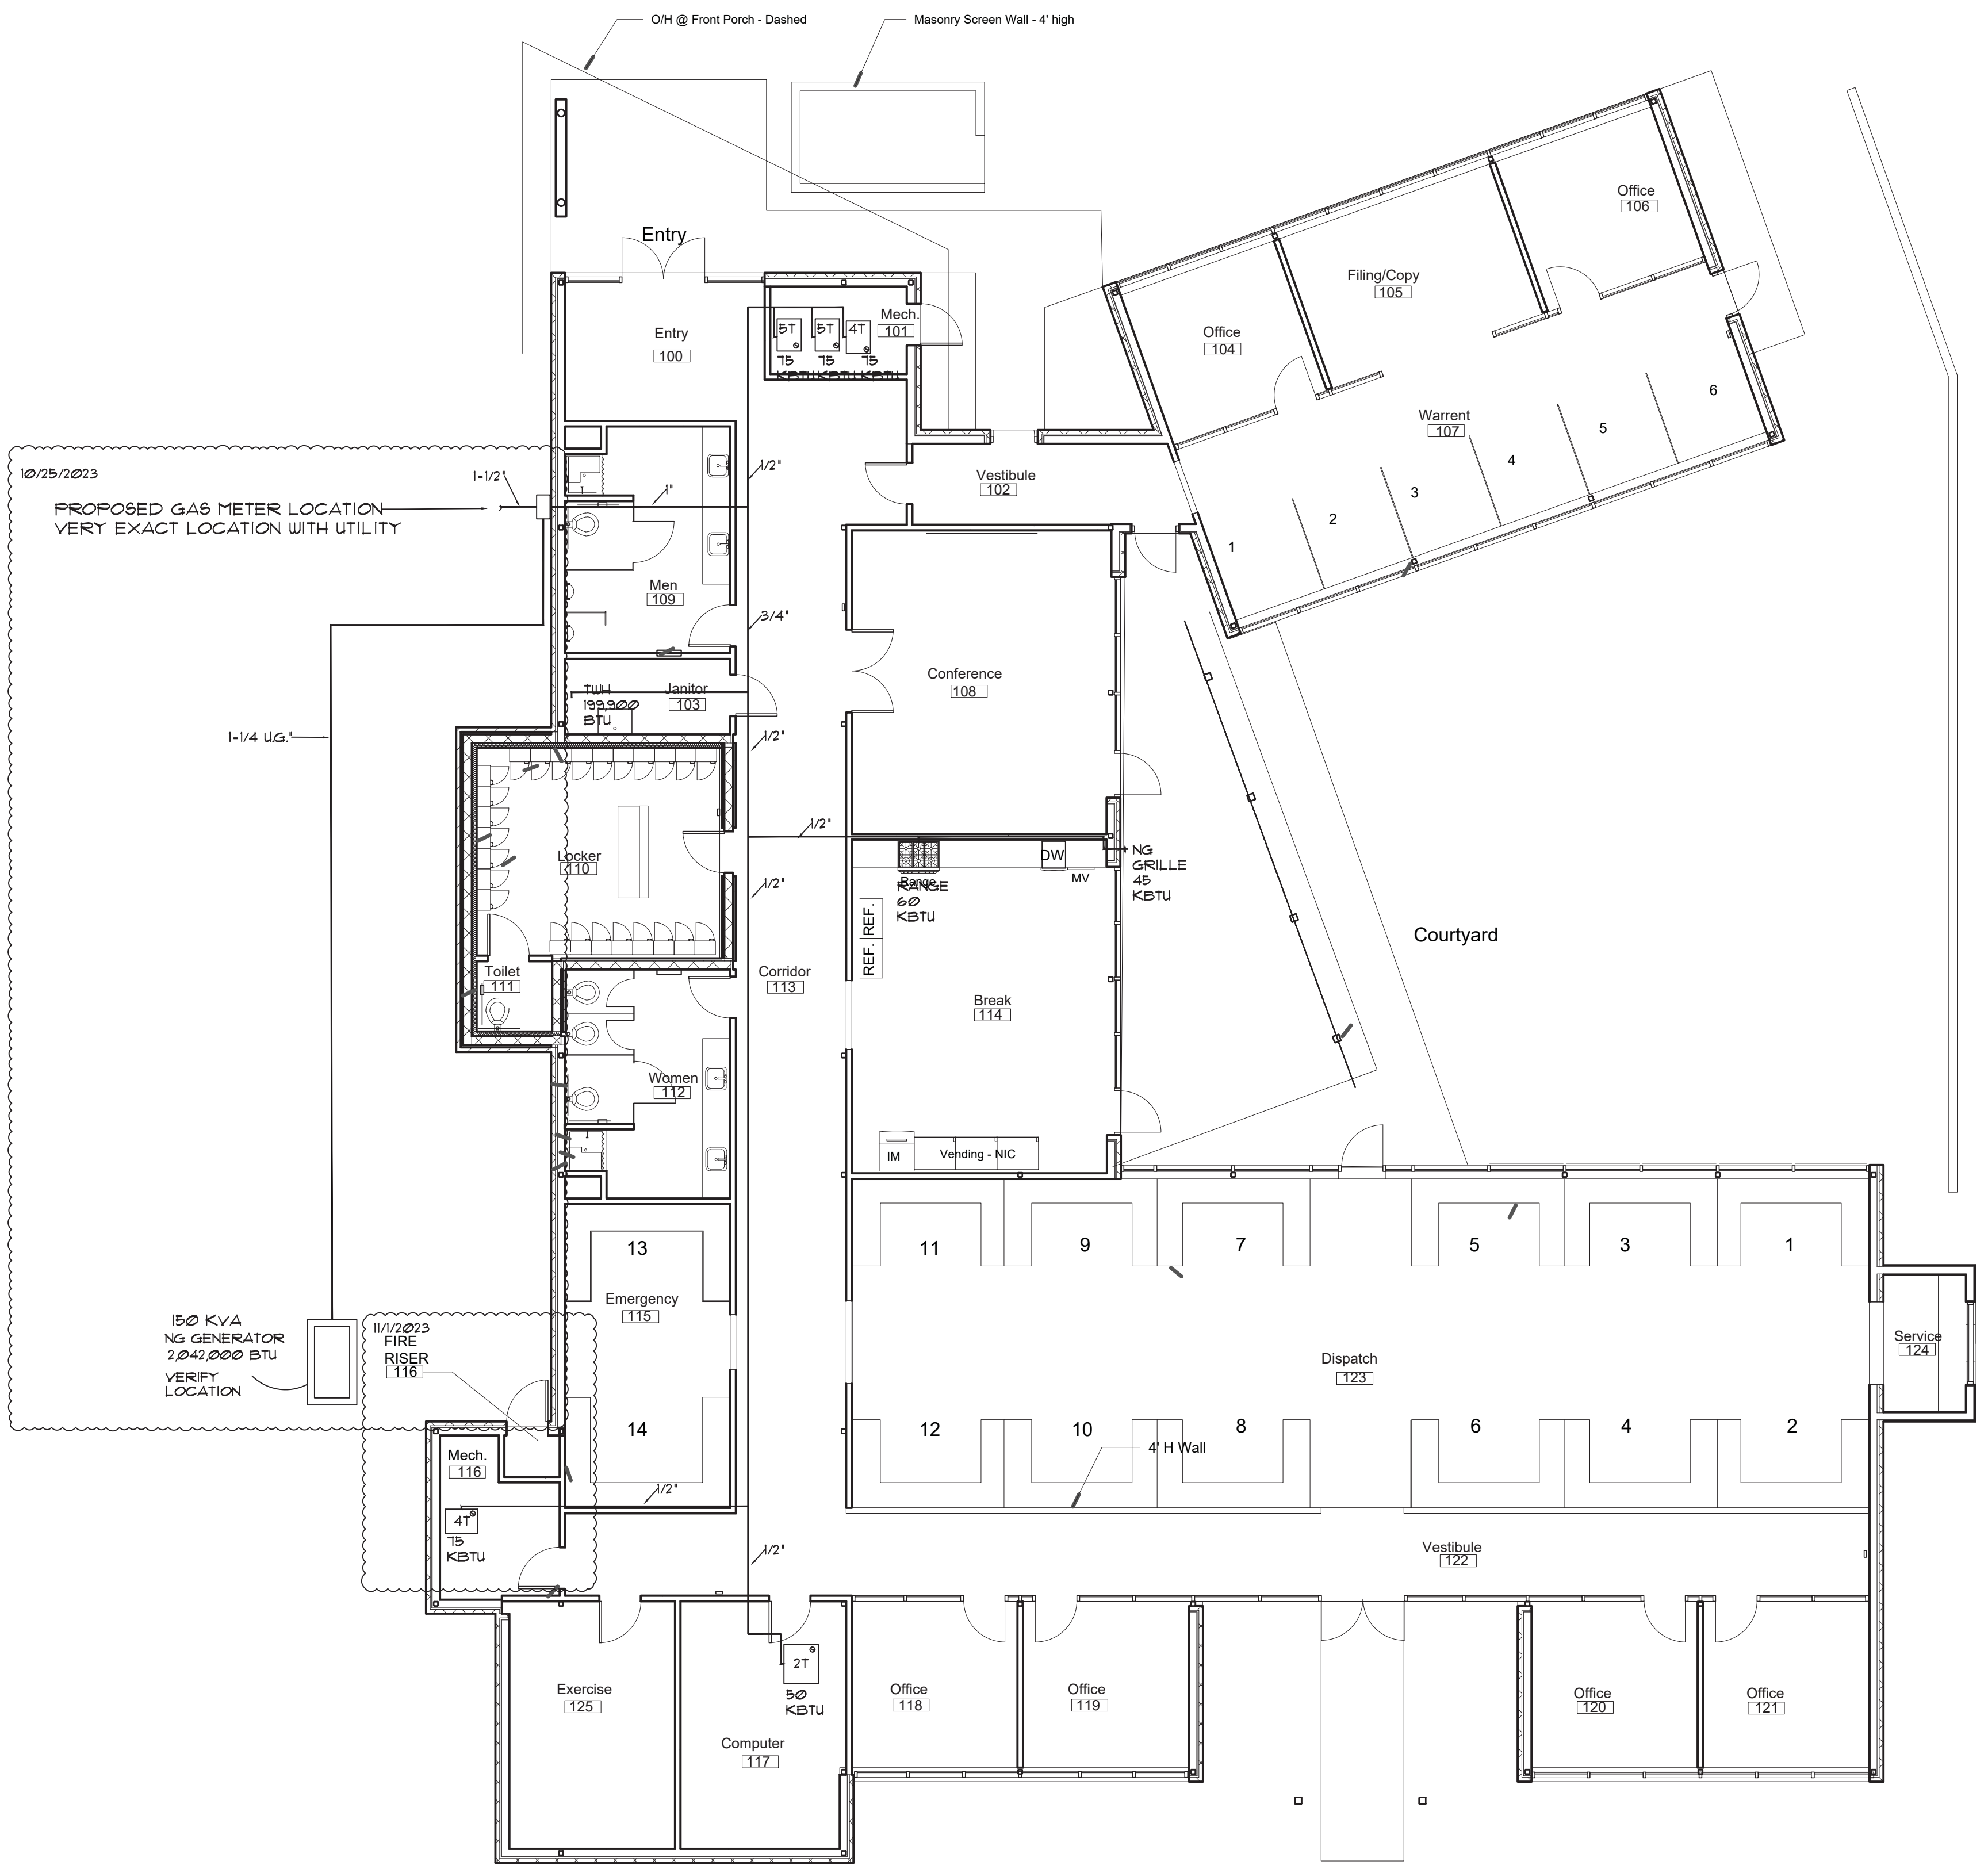 O/H @ Front Porch - Dashed
Masonry Screen Wall - 4' high
Entry
Entry
100
5T
5T
4T
75
75
75
KBTU
KBTU
KBTU
Mech.
101
Office
106
Filing/Copy
105
Office
104
Warrent
107
1
2
3
4
5
6
Vestibule
102
10/25/2023
1-1/2"
PROPOSED GAS METER LOCATION
VERY EXACT LOCATION WITH UTILITY
1/2"
1"
Men
109
3/4"
Conference
108
Janitor
103
TWH
199,900
BTU
1-1/4 U.G."
1/2"
1/2"
Locker
110
1/2"
Range
RANGE
60
KBTU
DW
MV
NG
GRILLE
45
KBTU
REF.
REF.
Courtyard
Toilet
111
Corridor
113
Break
114
Women
112
IM
Vending - NIC
13
Emergency
115
14
11
9
7
5
3
1
150 KVA
NG GENERATOR
2,042,000 BTU
VERIFY
LOCATION
11/1/2023
FIRE
RISER
116
Service
124
Dispatch
123
12
10
8
6
4
2
4' H Wall
Mech.
116
1/2"
4T
75
KBTU
1/2"
Vestibule
122
2T
50
KBTU
Exercise
125
Computer
117
Office
118
Office
119
Office
120
Office
121